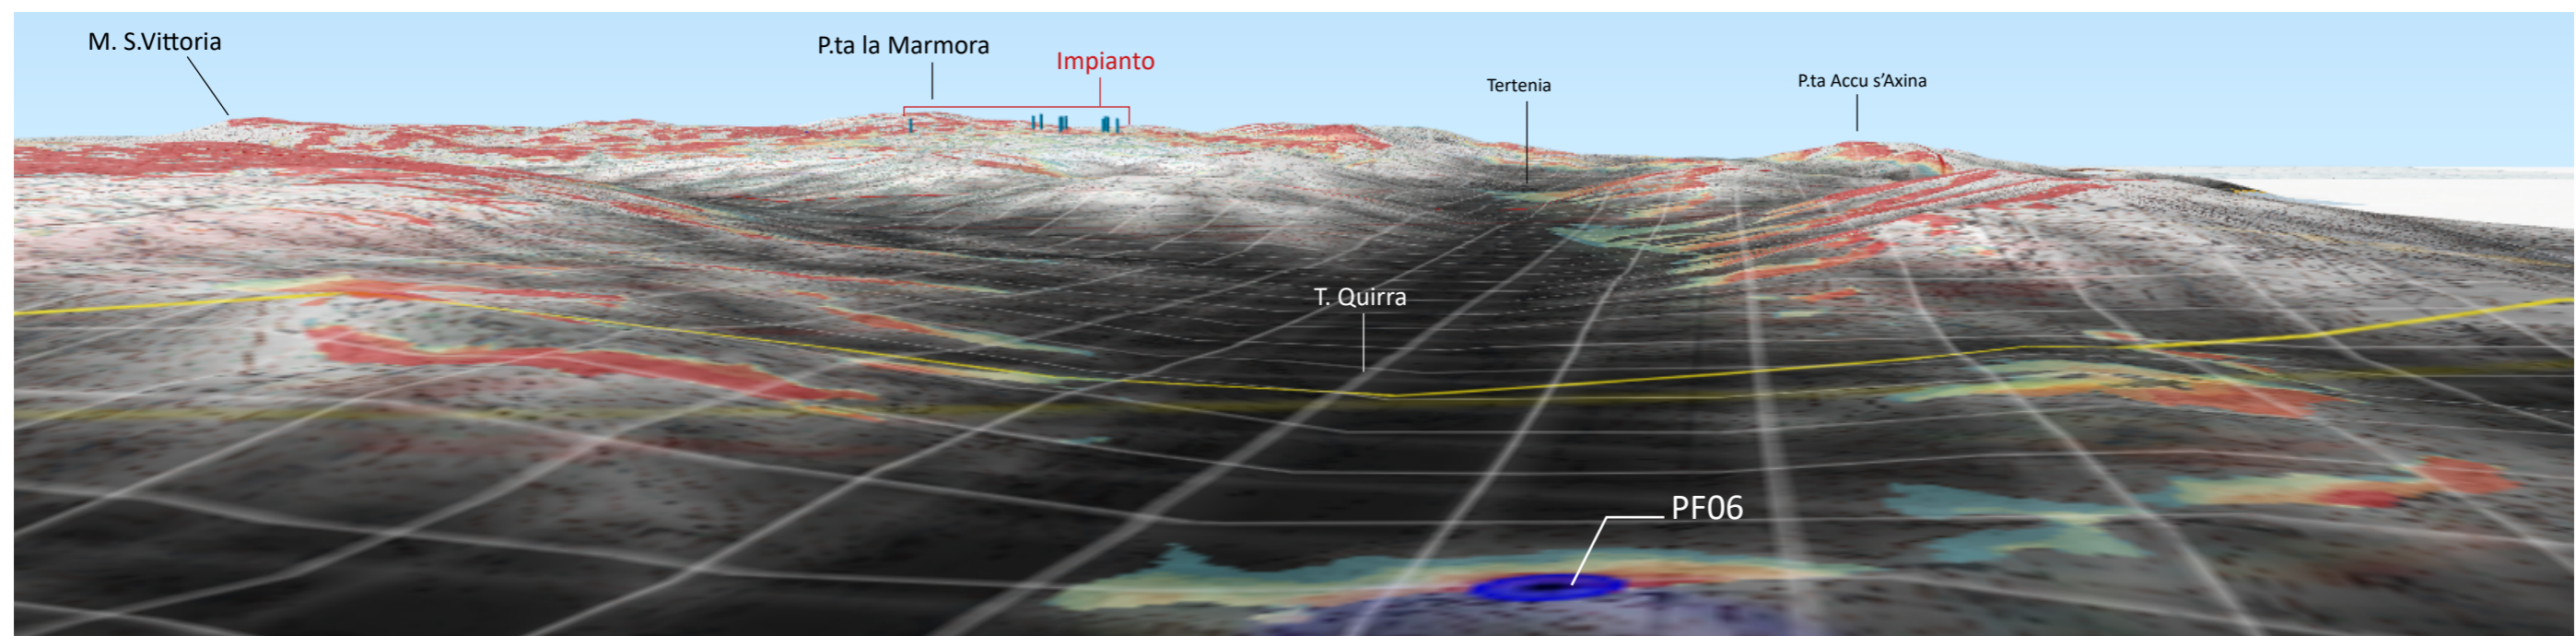 M. S.Vittoria
P.ta la Marmora
Impianto
Tertenia
P.ta Accu s’Axina
T. Quirra
PF06